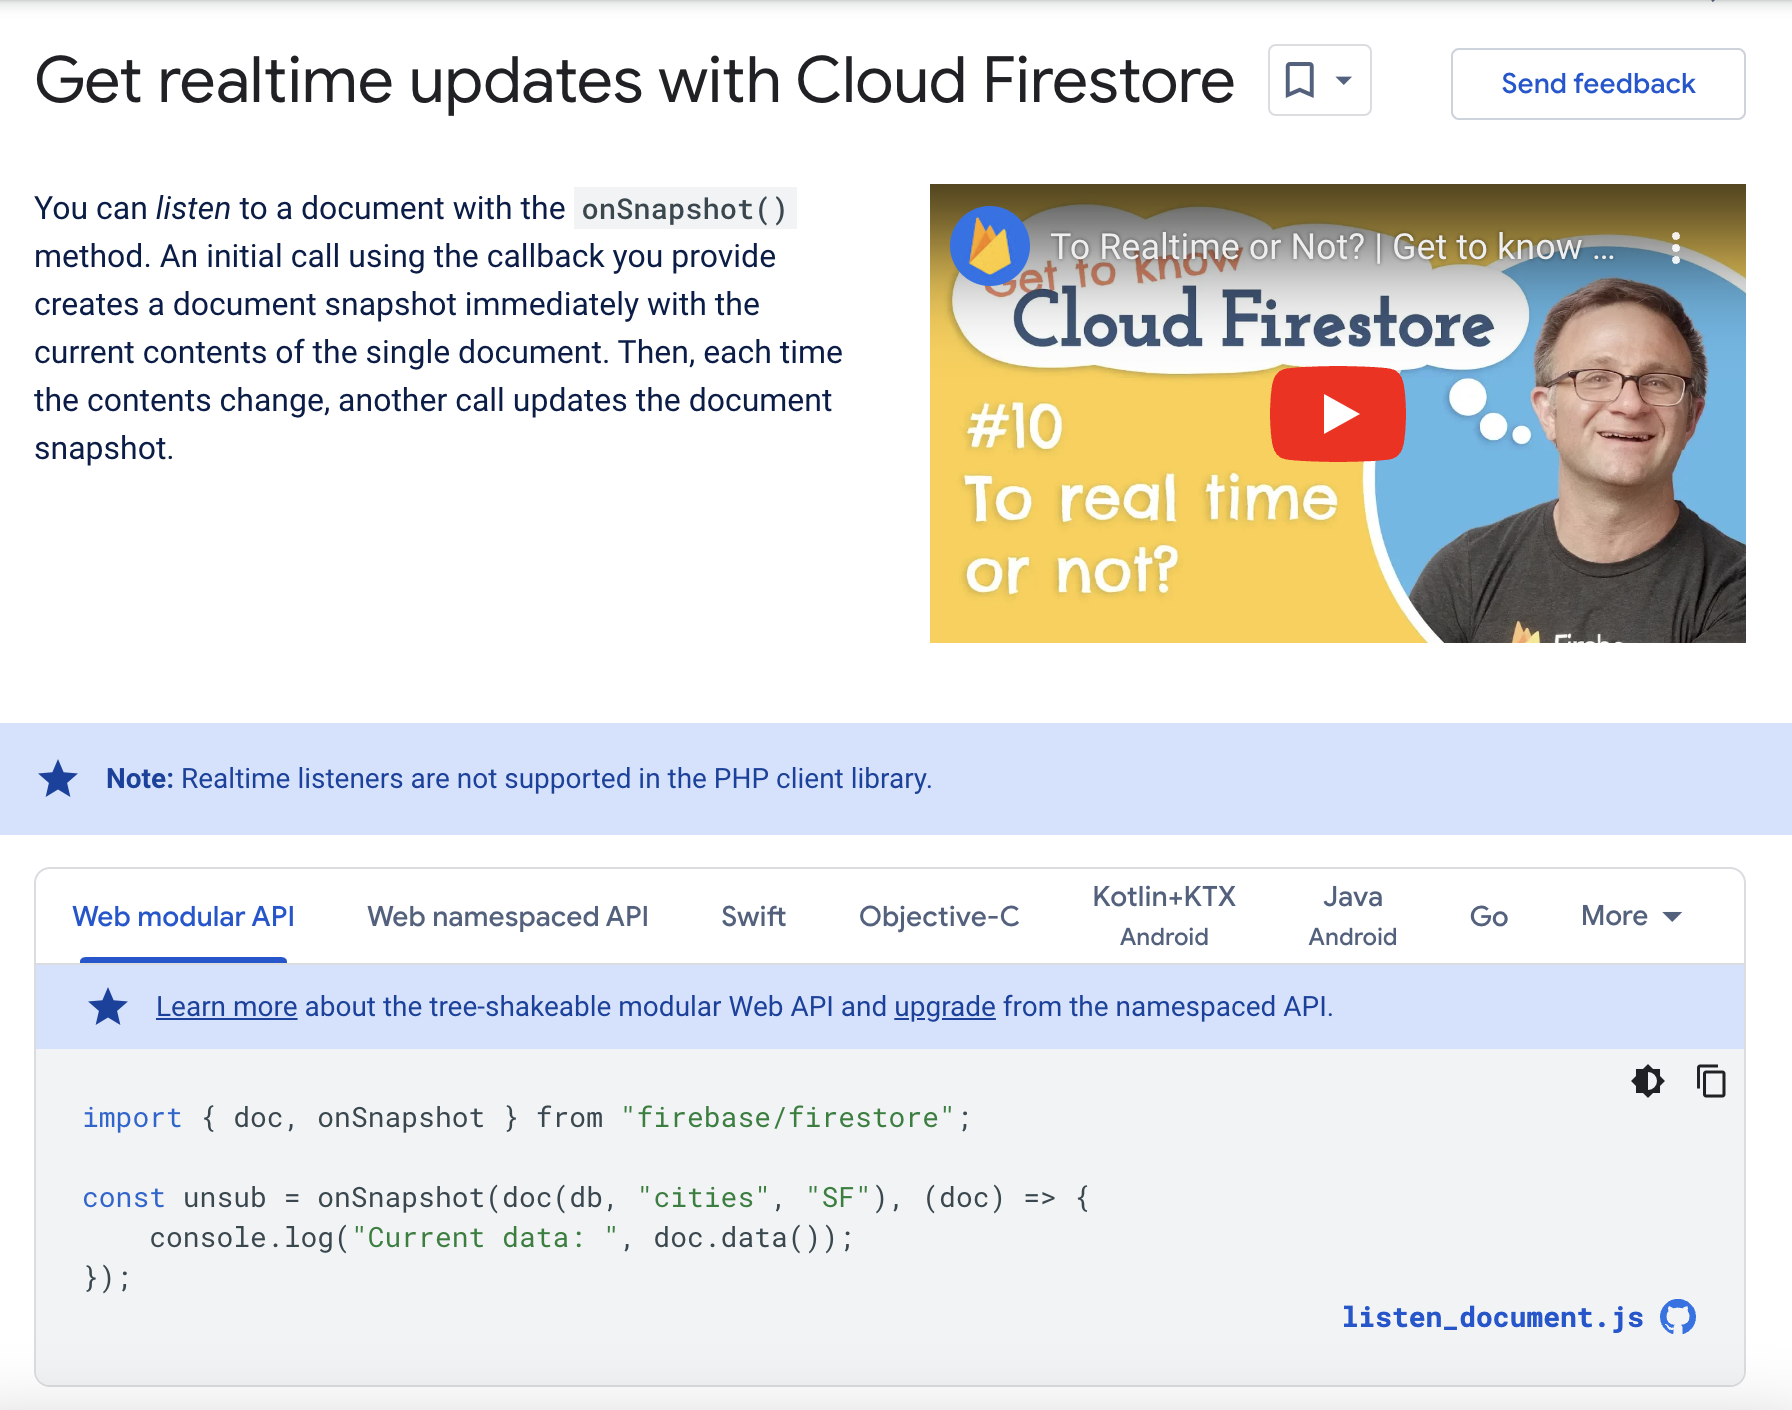 Get realtime updates with Cloud Firestore
Send feedback
You can listen to a document with the onSnapshot()
method. An initial call using the callback you provide
creates a document snapshot immediately with the
current contents of the single document. Then, each time
the contents change, another call updates the document
snapshot.
To Realtime or Not? | Get to know ...
Get to know
Cloud Firestore
#10
To real time
or not?
Note: Realtime listeners are not supported in the PHP client library.
Web modular API
Web namespaced API
Swift
Objective-C
Kotlin+KTX
Android
Java
Android
Go
More
Learn more about the tree-shakeable modular Web API and upgrade from the namespaced API.
import { doc, onSnapshot } from "firebase/firestore";
const unsub = onSnapshot(doc(db, "cities", "SF"), (doc) => {
    console.log("Current data: ", doc.data());
});
listen_document.js